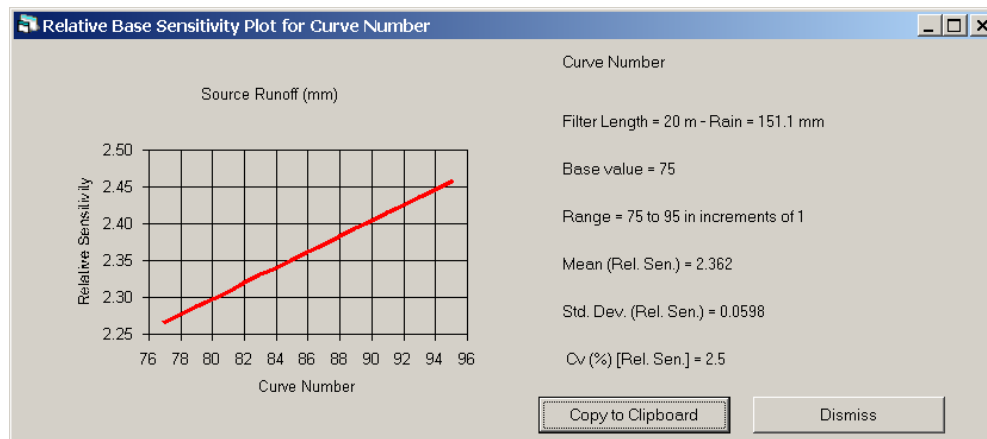 Relative Base Sensitivity Plot for Curve Number
Source Runoff (mm)
Relative Sensitivity
2.50
2.45
2.40
2.35
2.30
2.25
76 78 80 82 84 86 88 90 92 94 96
Curve Number
Curve Number
Filter Length = 20 m - Rain = 151.1 mm
Base value = 75
Range = 75 to 95 in increments of 1
Mean (Rel. Sen.) = 2.362
Std. Dev. (Rel. Sen.) = 0.0598
Cv (%) [Rel. Sen.] = 2.5
Copy to Clipboard
Dismiss